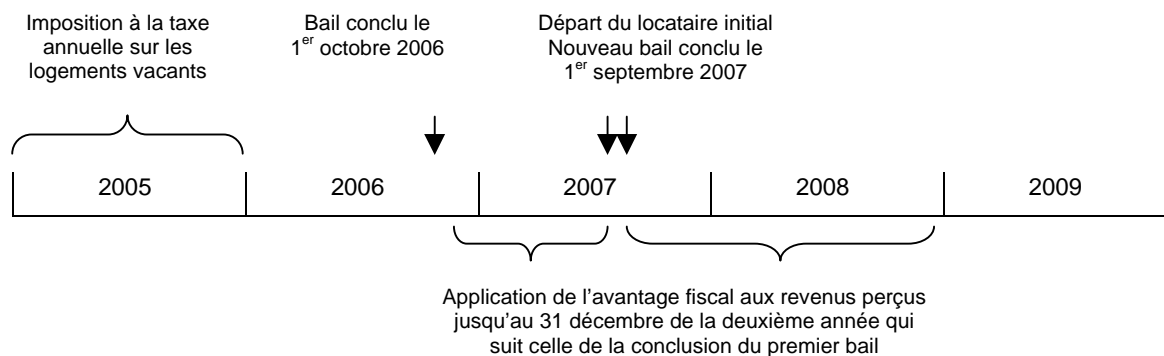 Imposition à la taxe
annuelle sur les
logements vacants
Bail conclu le
1er octobre 2006
Départ du locataire initial
Nouveau bail conclu le
1er septembre 2007
2005
2006
2007
2008
2009
Application de l’avantage fiscal aux revenus perçus
jusqu’au 31 décembre de la deuxième année qui
suit celle de la conclusion du premier bail